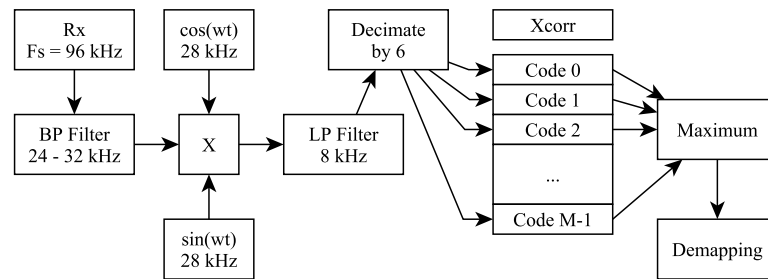 Rx
Fs = 96 kHz
cos(wt)
28 kHz
Decimate
by 6
Xcorr
Code 0
Code 1
Code 2
...
Code M-1
BP Filter
24 - 32 kHz
X
LP Filter
8 kHz
Maximum
sin(wt)
28 kHz
Demapping